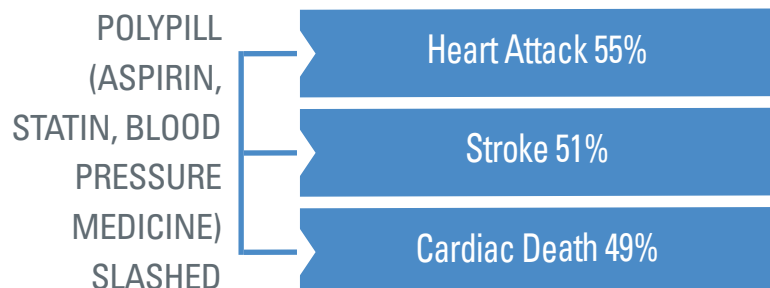 POLYPILL
(ASPIRIN,
STATIN, BLOOD
PRESSURE
MEDICINE)
SLASHED
Heart Attack 55%
Stroke 51%
Cardiac Death 49%